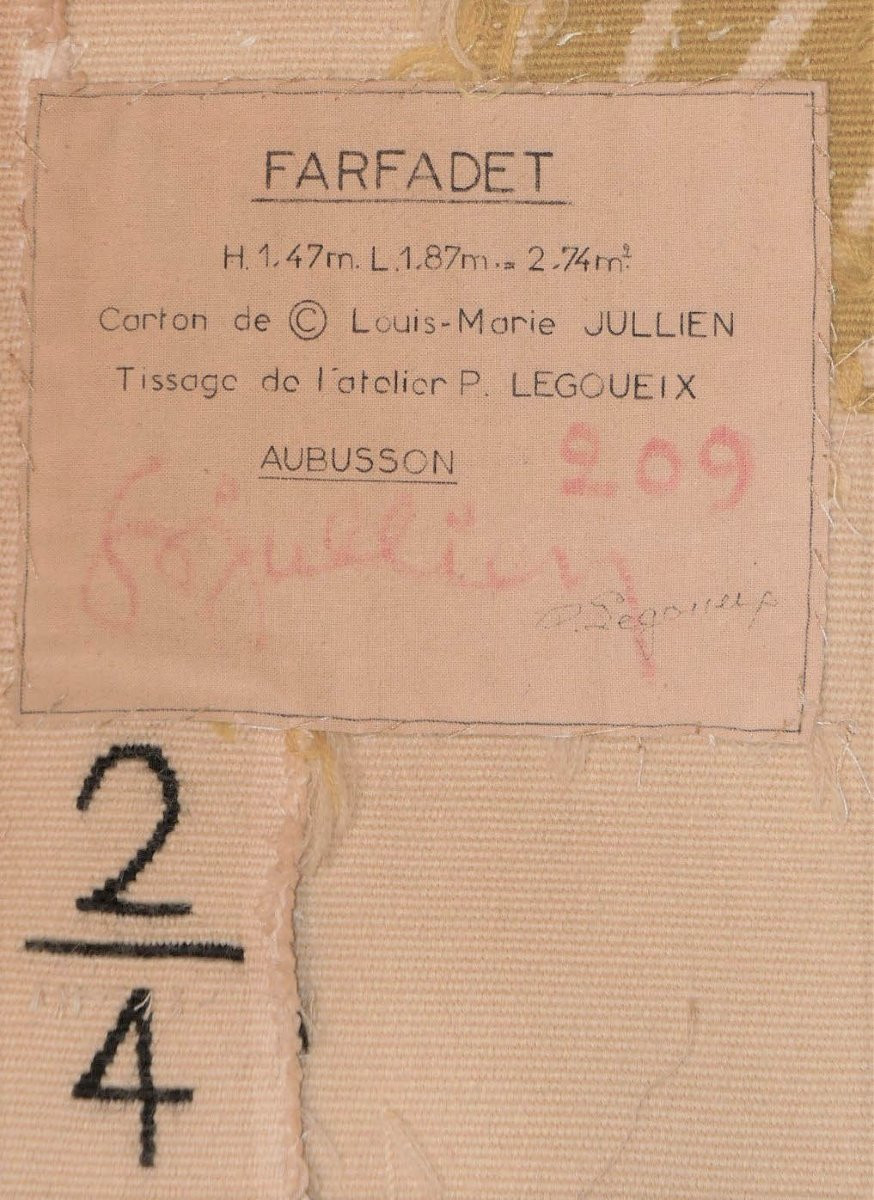 FARFADET
H. 1.47m. L.1.87m.= 2.74m².
Carton de © Louis-Marie JULLIEN
Tissage de l'atelier P. LEGOUEIX
AUBUSSON 209
Jullien
P. Legoueix
2
4